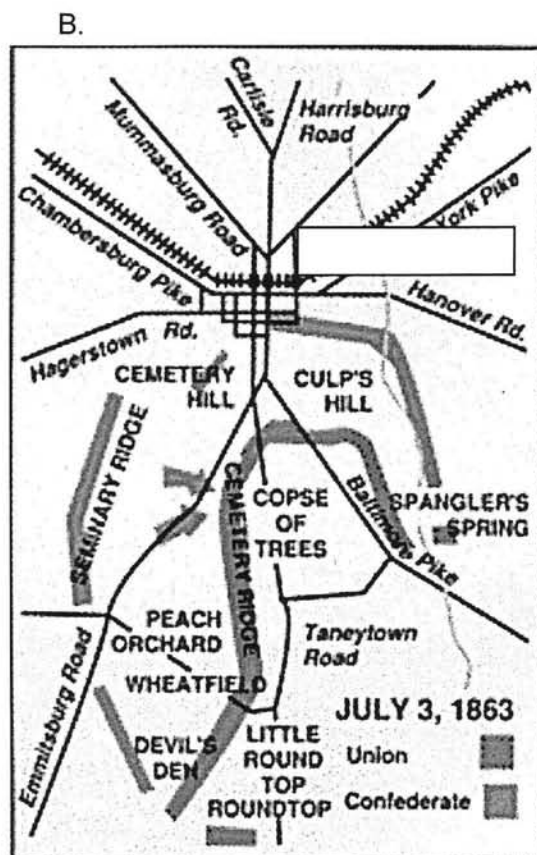 B.
Carlisle
Rd.
Harrisburg
Road
Mummasburg Road
Chambersburg Pike
York Pike
Hanover Rd.
Hagerstown
Rd.
CEMETERY
HILL
CULP'S
HILL
SEMINARY RIDGE
CEMETERY RIDGE
COPSE
OF
TREES
Baltimore Pike
SPANGLER'S
SPRING
PEACH
ORCHARD
Taneytown
Road
WHEATFIELD
Emmitsburg Road
DEVIL'S
DEN
LITTLE
ROUND
TOP
ROUNDTOP
JULY 3, 1863
Union
Confederate